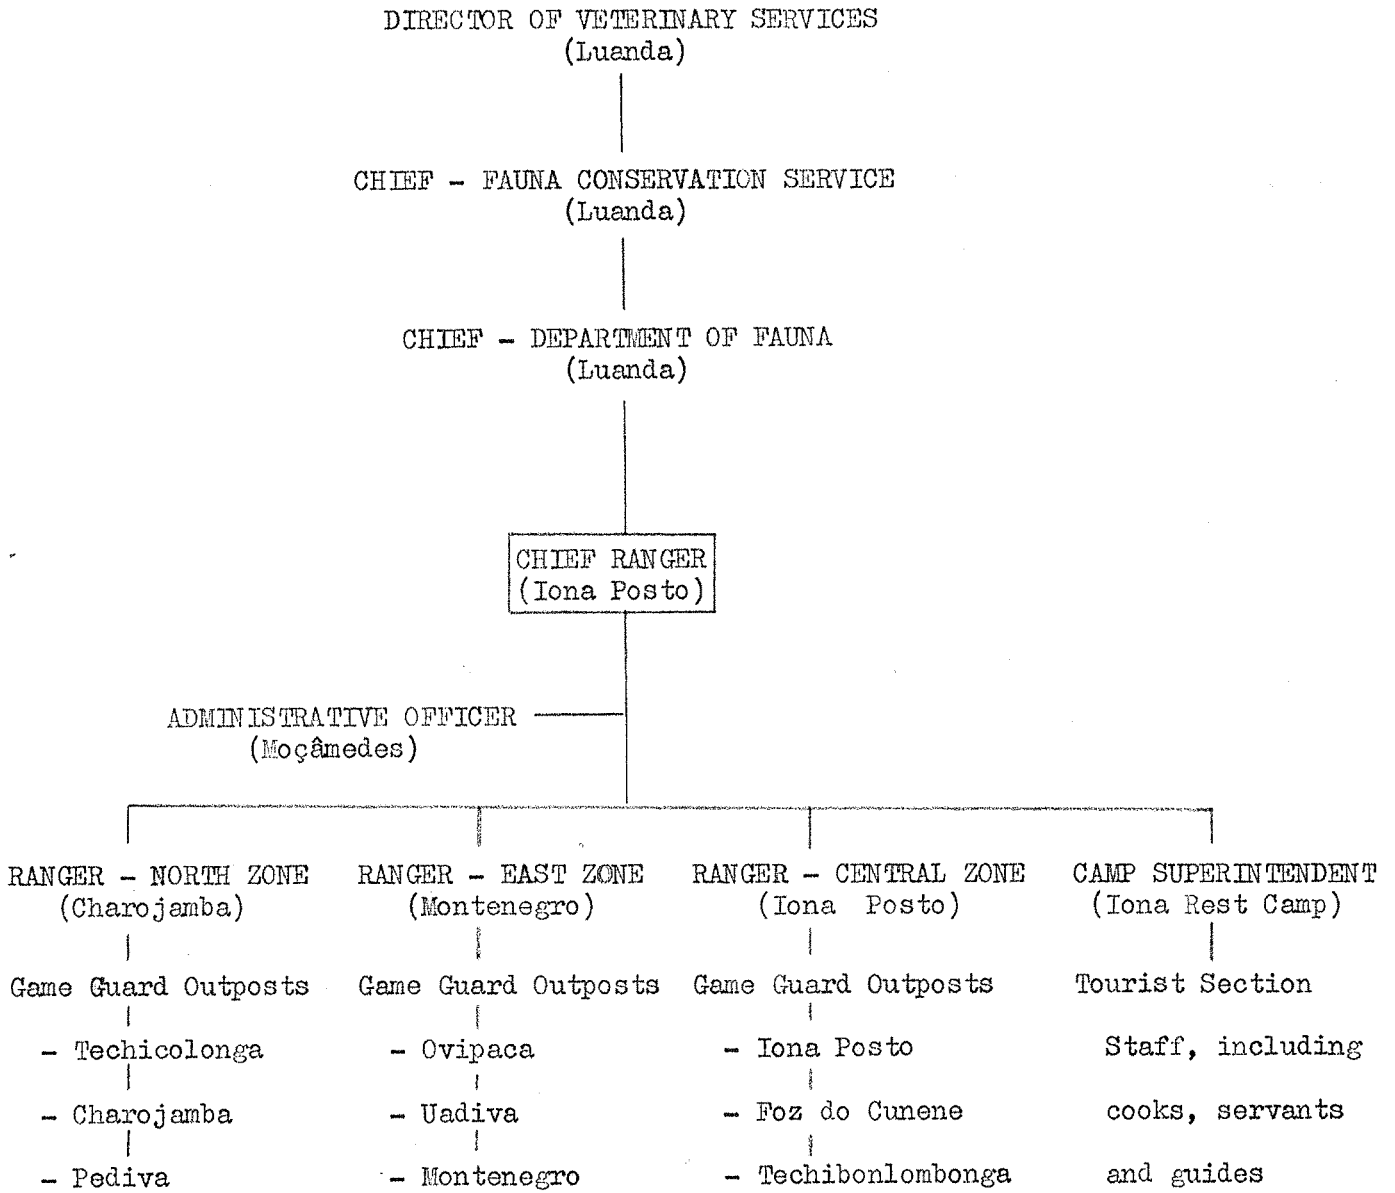 DIRECTOR OF VETERINARY SERVICES
(Luanda)
CHIEF - FAUNA CONSERVATION SERVICE
(Luanda)
CHIEF - DEPARTMENT OF FAUNA
(Luanda)
CHIEF RANGER
(Iona Posto)
ADMINISTRATIVE OFFICER
(Moçâmedes)
RANGER - NORTH ZONE
(Charojamba)
Game Guard Outposts
- Techicolonga
- Charojamba
- Pediva
RANGER - EAST ZONE
(Montenegro)
Game Guard Outposts
- Ovipaca
- Uadiva
- Montenegro
RANGER - CENTRAL ZONE
(Iona Posto)
Game Guard Outposts
- Iona Posto
- Foz do Cunene
- Techibonlombonga
CAMP SUPERINTENDENT
(Iona Rest Camp)
Tourist Section
Staff, including
cooks, servants
and guides